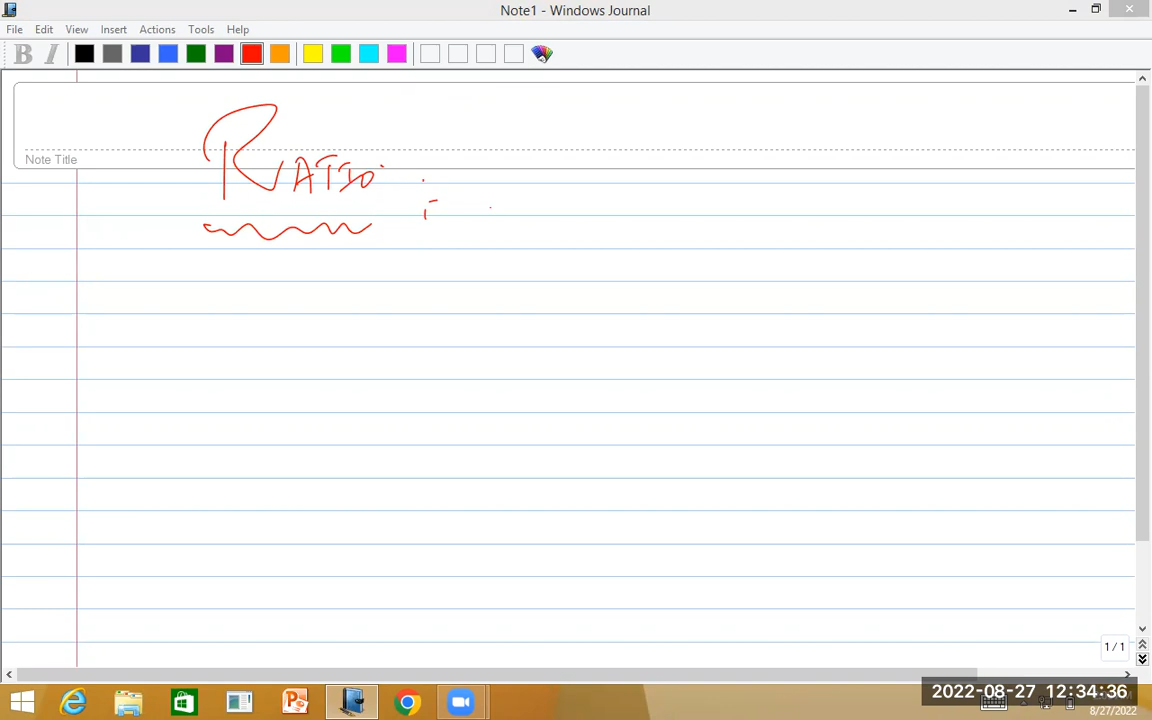 Note1 - Windows Journal
File Edit View Insert Actions Tools Help
B I
RATIO
Note Title
1 / 1
2022-08-27 12:34:36
8/27/2022